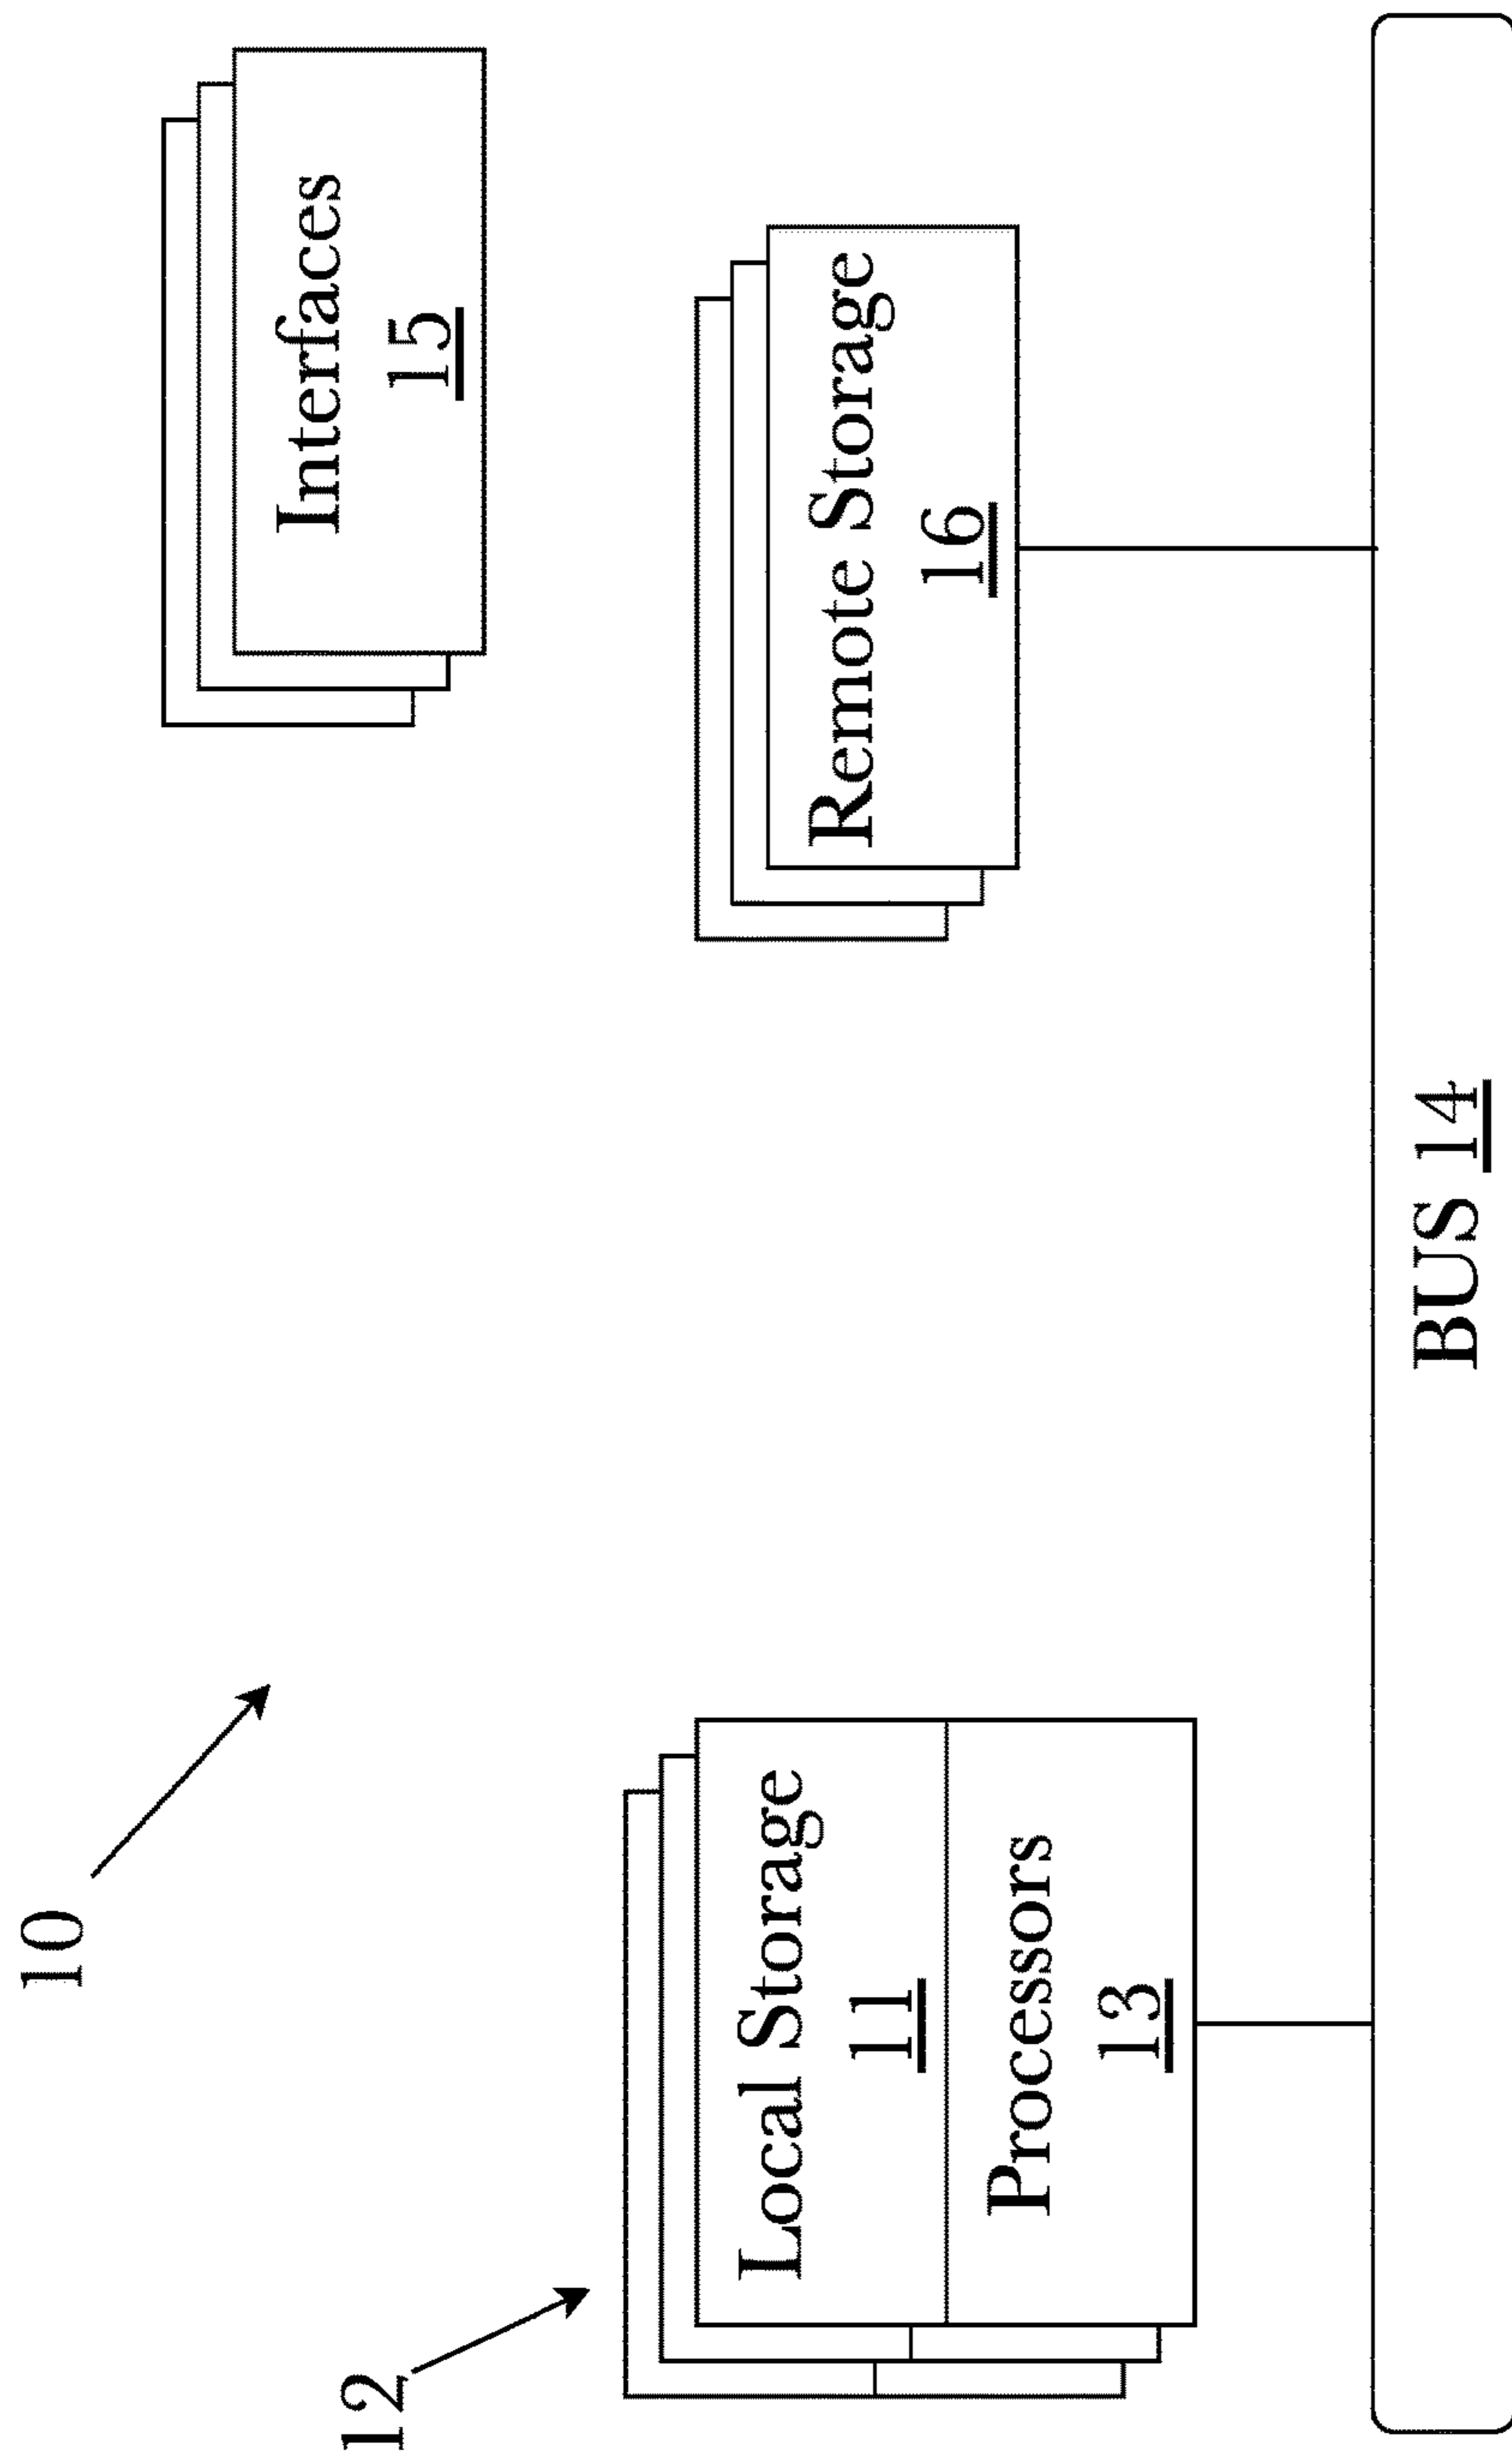 10
12
Local Storage
11
Processors
13
Interfaces
15
Remote Storage
16
BUS 14